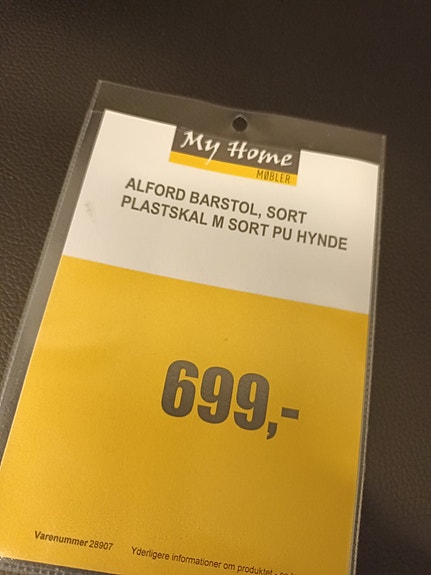 My Home
MØBLER
ALFORD BARSTOL, SORT
PLASTSKAL M SORT PU HYNDE
699,-
Varenummer 28907
Yderligere informationer om produktet -